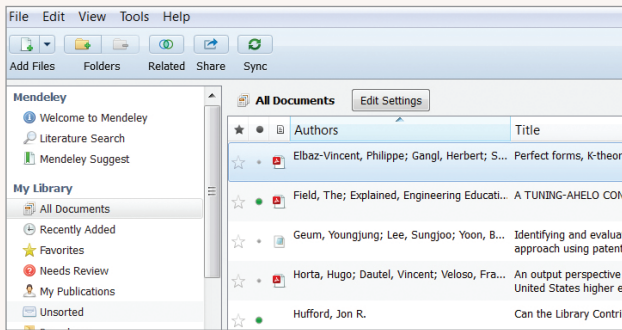 File Edit View Tools Help
Add Files Folders Related Share Sync
Mendeley
Welcome to Mendeley
Literature Search
Mendeley Suggest
My Library
All Documents
Recently Added
Favorites
Needs Review
My Publications
Unsorted
All Documents Edit Settings
Authors Title
Elbaz-Vincent, Philippe; Gangl, Herbert; S... Perfect forms, K-theor
Field, The; Explained, Engineering Educati... A TUNING-AHELO CON
Geum, Youngjung; Lee, Sungjoo; Yoon, B... Identifying and evalua
approach using patent
Horta, Hugo; Dautel, Vincent; Veloso, Fra... An output perspective
United States higher e
Hufford, Jon R. Can the Library Contri